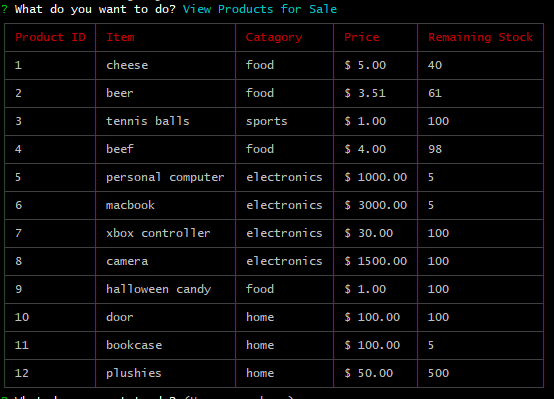 ? What do you want to do? View Products for Sale
Product ID Item Catagory Price Remaining Stock
1 cheese food $ 5.00 40
2 beer food $ 3.51 61
3 tennis balls sports $ 1.00 100
4 beef food $ 4.00 98
5 personal computer electronics $ 1000.00 5
6 macbook electronics $ 3000.00 5
7 xbox controller electronics $ 30.00 100
8 camera electronics $ 1500.00 100
9 halloween candy food $ 1.00 100
10 door home $ 100.00 100
11 bookcase home $ 100.00 5
12 plushies home $ 50.00 500